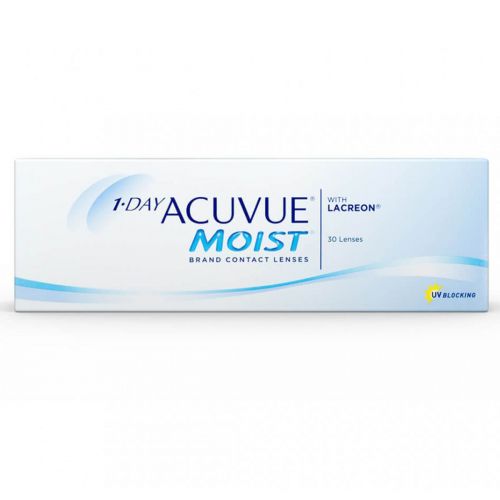 1·DAY ACUVUE®
MOIST®
BRAND CONTACT LENSES
WITH
LACREON®
30 Lenses
UV BLOCKING